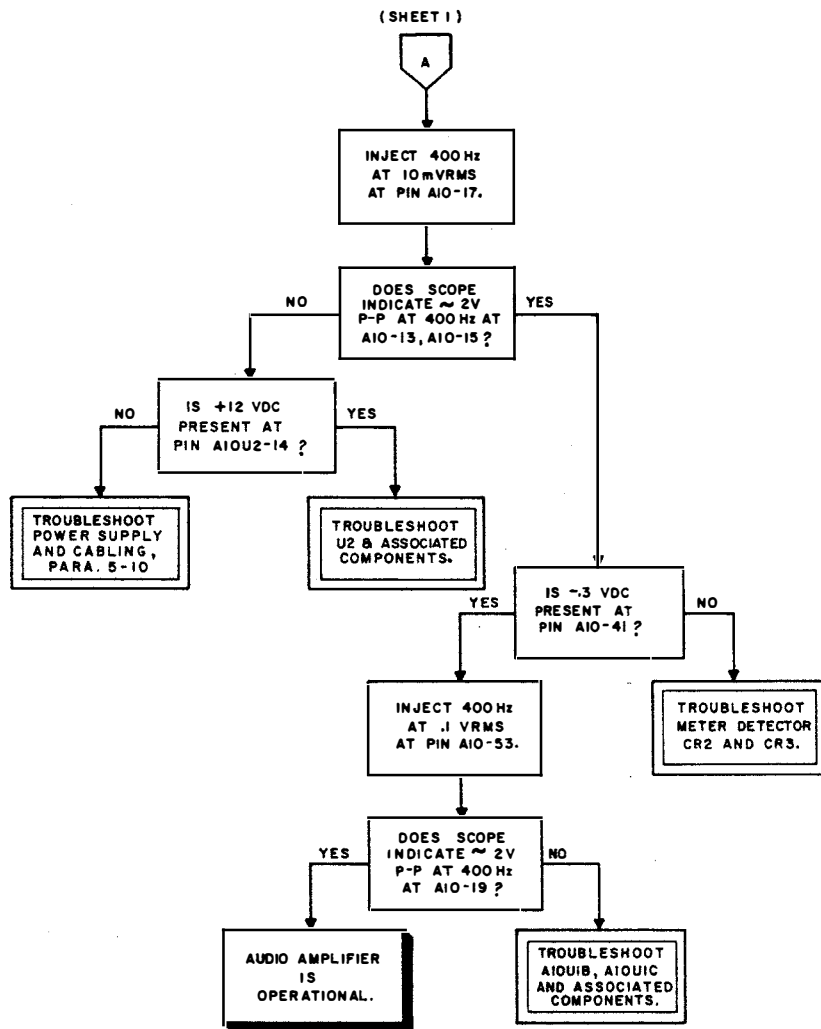 (SHEET 1)
A
INJECT 400 Hz
AT 10 mVRMS
AT PIN A10-17.
DOES SCOPE
INDICATE ~ 2V
P-P AT 400 Hz AT
A10-13, A10-15 ?
NO
YES
IS +12 VDC
PRESENT AT
PIN A10U2-14 ?
NO
YES
TROUBLESHOOT
POWER SUPPLY
AND CABLING,
PARA. 5-10
TROUBLESHOOT
U2 & ASSOCIATED
COMPONENTS.
IS -.3 VDC
PRESENT AT
PIN A10-41 ?
YES
NO
INJECT 400 Hz
AT .1 VRMS
AT PIN A10-53.
TROUBLESHOOT
METER DETECTOR
CR2 AND CR3.
DOES SCOPE
INDICATE ~ 2V
P-P AT 400 Hz
AT A10-19 ?
YES
NO
AUDIO AMPLIFIER
IS
OPERATIONAL.
TROUBLESHOOT
A10U1B, A10U1C
AND ASSOCIATED
COMPONENTS.